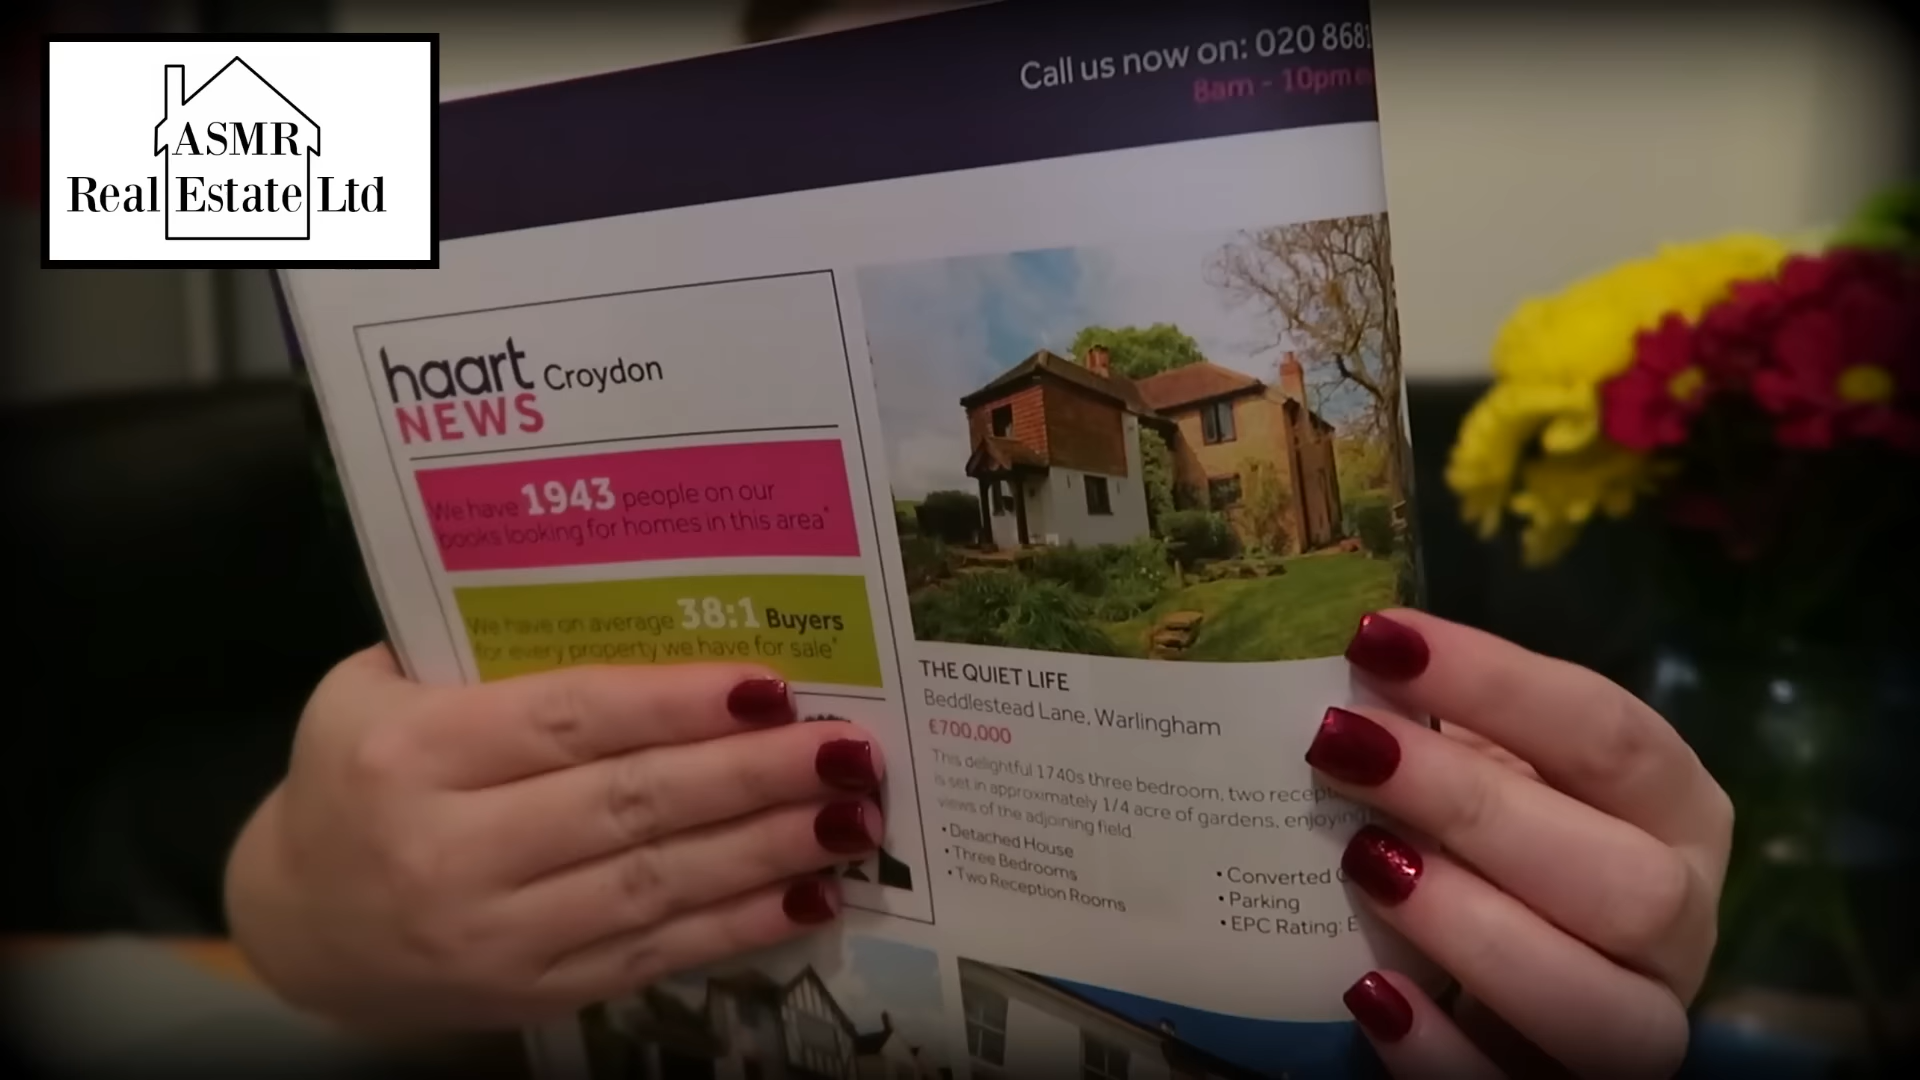 ASMR
Real Estate Ltd
Call us now on: 020 8681
8am - 10pm
haart Croydon
NEWS
We have 1943 people on our
books looking for homes in this area*
We have on average 38:1 Buyers
for every property we have for sale*
THE QUIET LIFE
Beddlestead Lane, Warlingham
£700,000
This delightful 1740s three bedroom, two
is set in approximately 1/4 acre of gardens, enjoying
views of the adjoining field
• Detached House
• Three Bedrooms
• Two Reception Rooms
• Converted
• Parking
• EPC Rating: E